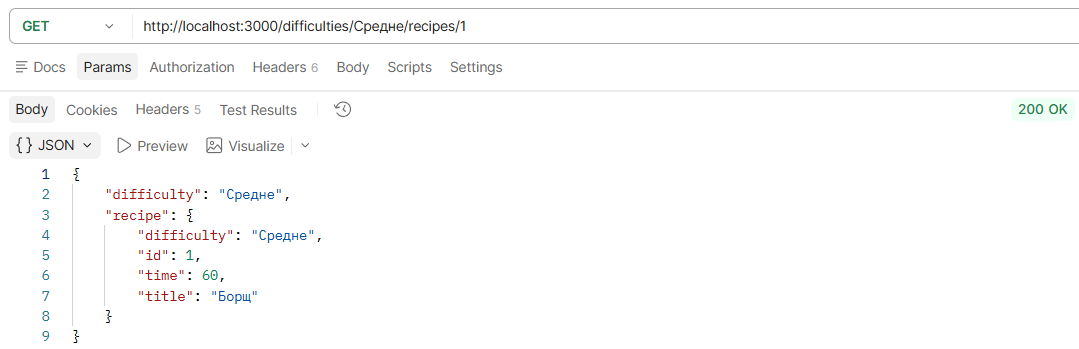 GET http://localhost:3000/difficulties/Средне/recipes/1
Docs Params Authorization Headers 6 Body Scripts Settings
Body Cookies Headers 5 Test Results 200 OK
{} JSON Preview Visualize
1 {
2 "difficulty": "Средне",
3 "recipe": {
4 "difficulty": "Средне",
5 "id": 1,
6 "time": 60,
7 "title": "Борщ"
8 }
9 }